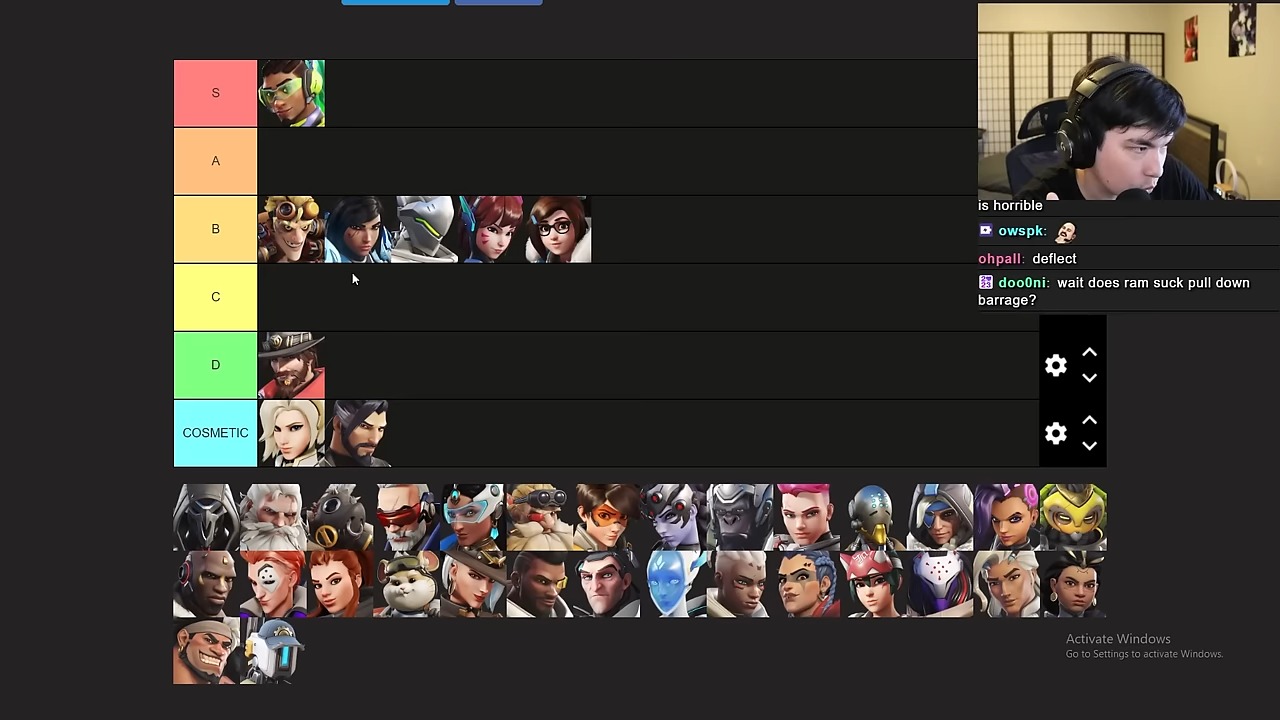 S
A
B
C
D
COSMETIC
is horrible
owspk:
ohpall: deflect
doo0ni: wait does ram suck pull down
barrage?
Activate Windows
Go to Settings to activate Windows.